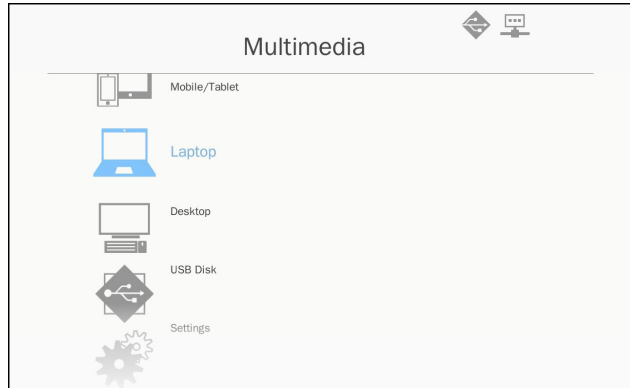 Multimedia
Mobile/Tablet
Laptop
Desktop
USB Disk
Settings